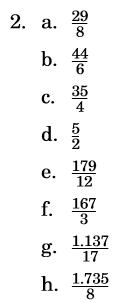 2. a. 29/8
b. 44/6
c. 35/4
d. 5/2
e. 179/12
f. 167/3
g. 1.137/17
h. 1.735/8